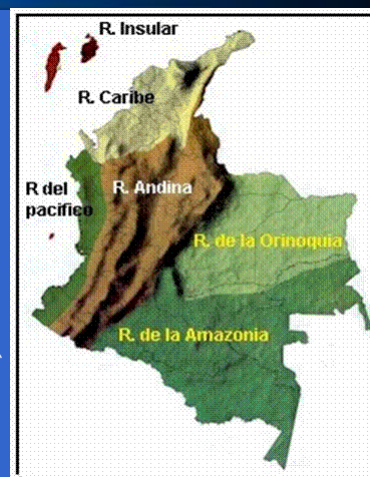 R. Insular
R. Caribe
R del
pacifico
R. Andina
R. de la Orinoquia
R. de la Amazonia